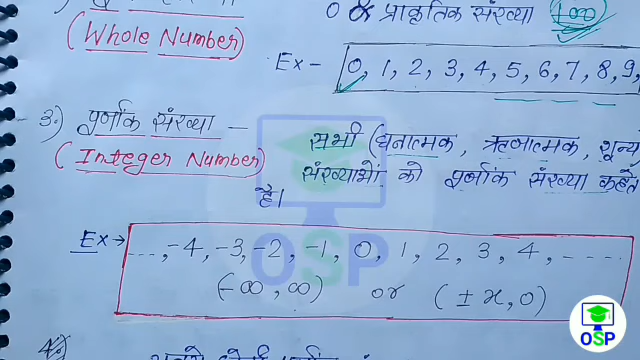 0 & प्राकृतिक संख्या +∞
(Whole Number)
Ex- 0, 1, 2, 3, 4, 5, 6, 7, 8, 9,
3.) पूर्णांक संख्या -
(Integer Number)
सभी (धनात्मक, ऋणात्मक, शून्य
संख्याओ को पूर्णांक संख्या कहते
है।
Ex→ ..., -4, -3, -2, -1, 0, 1, 2, 3, 4, .....
(-∞, ∞) or (±x, 0)
4.)
OSP
OSP